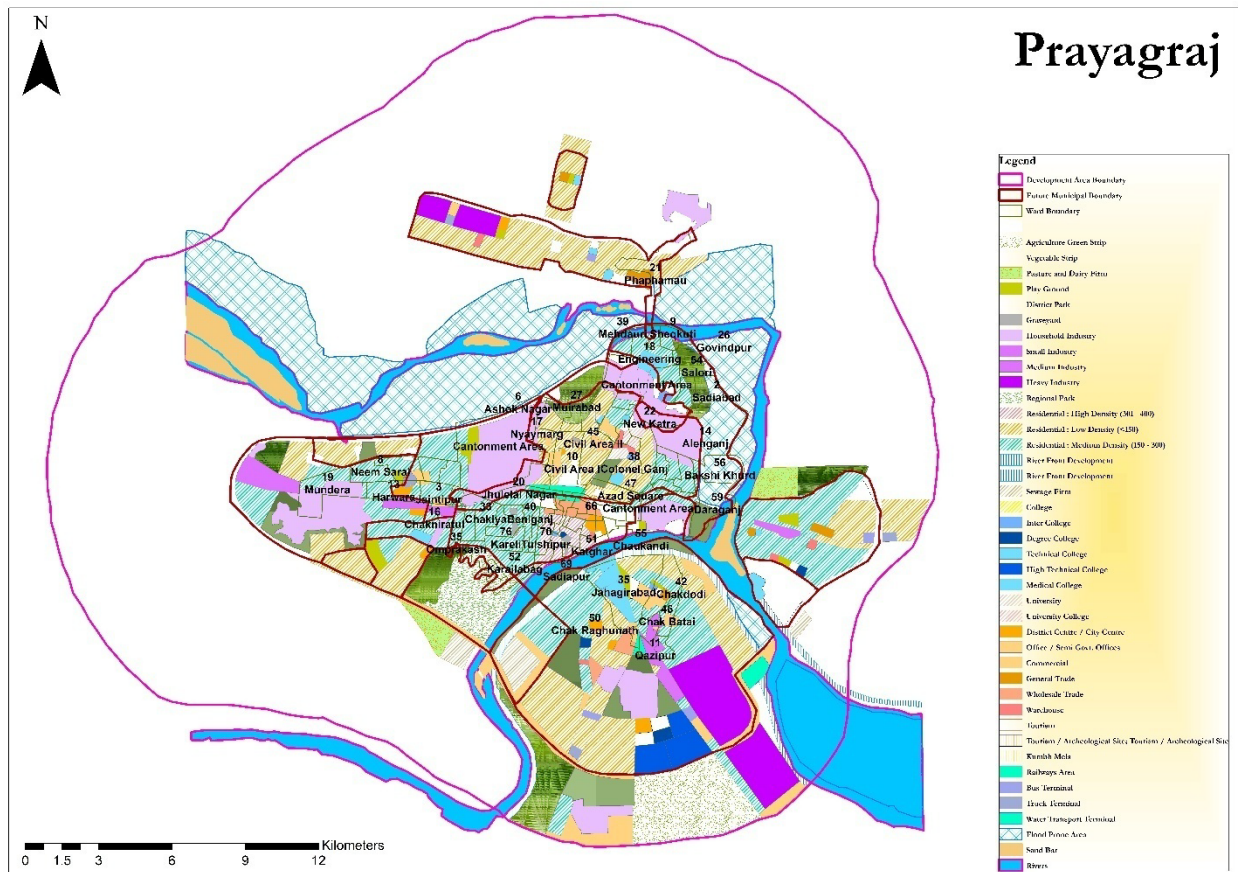 N
Prayagraj
Legend
Development Area Boundary
Future Municipal Boundary
Ward Boundary
Agriculture Green Strip
Vegetable Strip
Pasture and Dairy Firm
Play Ground
District Park
Graveyard
Household Industry
Small Industry
Medium Industry
Heavy Industry
Regional Park
Residential : High Density (301 - 400)
Residential : Low Density (<150)
Residential : Medium Density (150 - 300)
River Front Development
River Front Development
Sewage Firm
College
Inter College
Degree College
Technical College
High Technical College
Medical College
University
University College
District Centre / City Centre
Office / Semi Govt. Offices
Commercial
General Trade
Wholesale Trade
Warehouse
Tourism
Tourism / Archeological Site; Tourism / Archeological Site
Kumbh Mela
Railways Area
Bus Terminal
Truck Terminal
Water Transport Terminal
Flood Prone Area
Sand Bar
Rivers
21
Phaphamau
39
9
Mehdauri
26
Govindpur
18
Engineering
54
Salori
Cantonment Area
2
Sadiabad
6
Ashok Nagar
27
Muirabad
22
New Katra
17
Nyaymarg
45
Civil Area II
14
Alenganj
Cantonment Area
10
Civil Area I
38
Colonel Ganj
56
Bakshi Khurd
8
Neem Sarai
19
Mundera
13
Harwara
3
Jaintipur
20
Jhulelal Nagar
47
Azad Square
59
Daraganj
16
Chakniratul
33
Chakiya
40
Beniganj
66
Cantonment Area
35
Omprakash
76
Kareli
70
Tulshipur
61
Katghar
55
Chaukandi
52
Karailabag
69
Sadiapur
35
Jahagirabad
42
Chakdodi
50
Chak Raghunath
46
Chak Batai
11
Qazipur
Kilometers
0 1.5 3 6 9 12